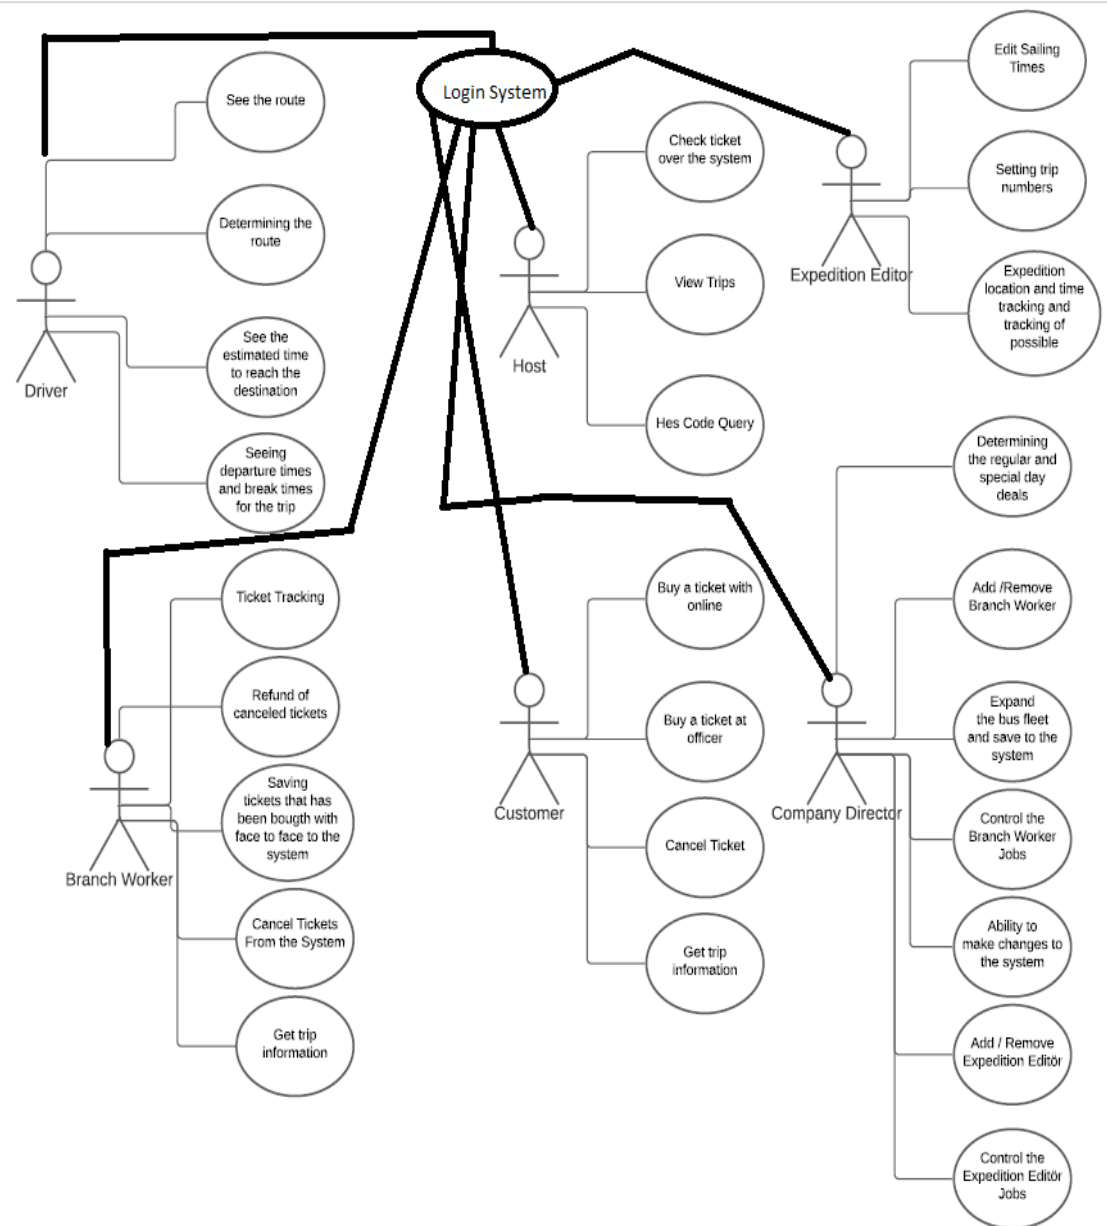 Login System
See the route
Determining the
route
See the
estimated time
to reach the
destination
Seeing
departure times
and break times
for the trip
Driver
Check ticket
over the system
View Trips
Hes Code Query
Host
Edit Sailing
Times
Setting trip
numbers
Expedition
location and time
tracking and
tracking of
possible
Expedition Editor
Ticket Tracking
Refund of
canceled tickets
Saving
tickets that has
been bougth with
face to face to the
system
Cancel Tickets
From the System
Get trip
information
Branch Worker
Buy a ticket with
online
Buy a ticket at
officer
Cancel Ticket
Get trip
information
Customer
Determining
the regular and
special day
deals
Add /Remove
Branch Worker
Expand
the bus fleet
and save to the
system
Control the
Branch Worker
Jobs
Ability to
make changes to
the system
Add / Remove
Expedition Editör
Control the
Expedition Editör
Jobs
Company Director